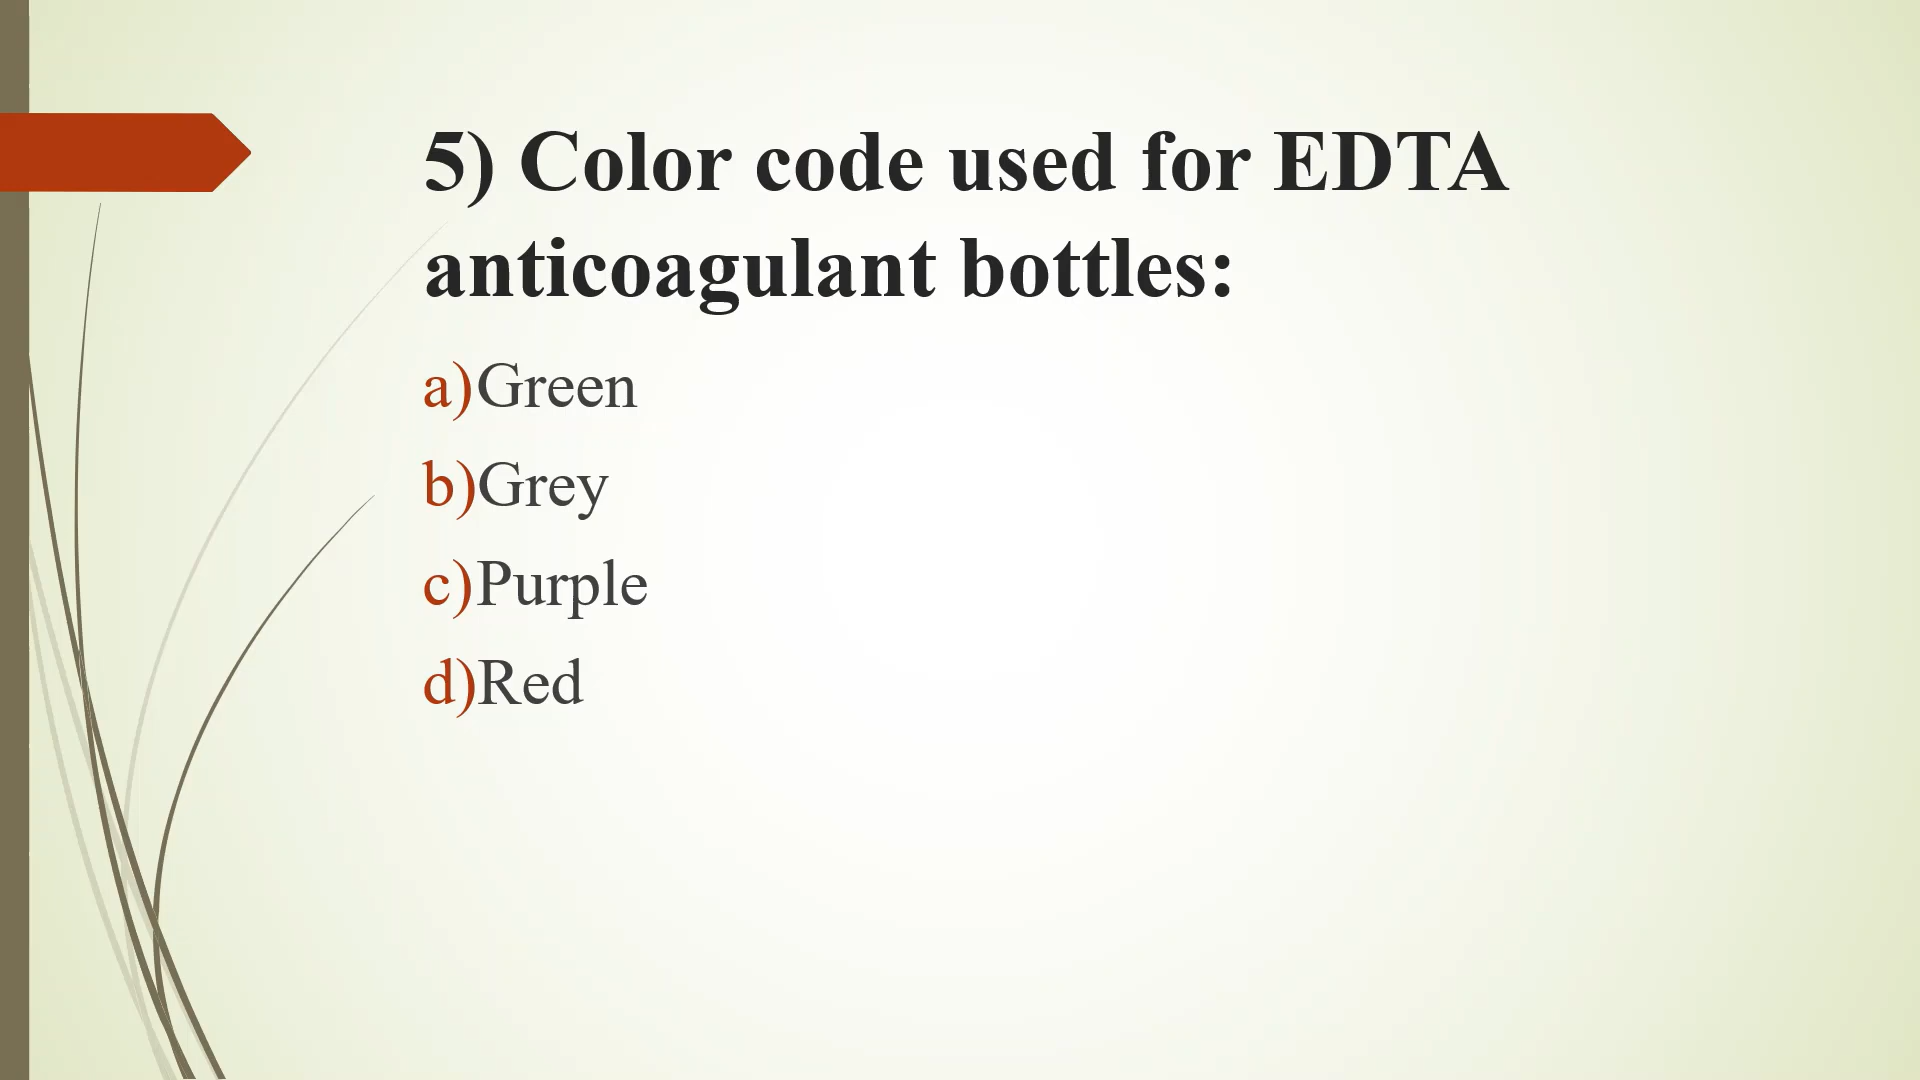 5) Color code used for EDTA
anticoagulant bottles:
a)Green
b)Grey
c)Purple
d)Red